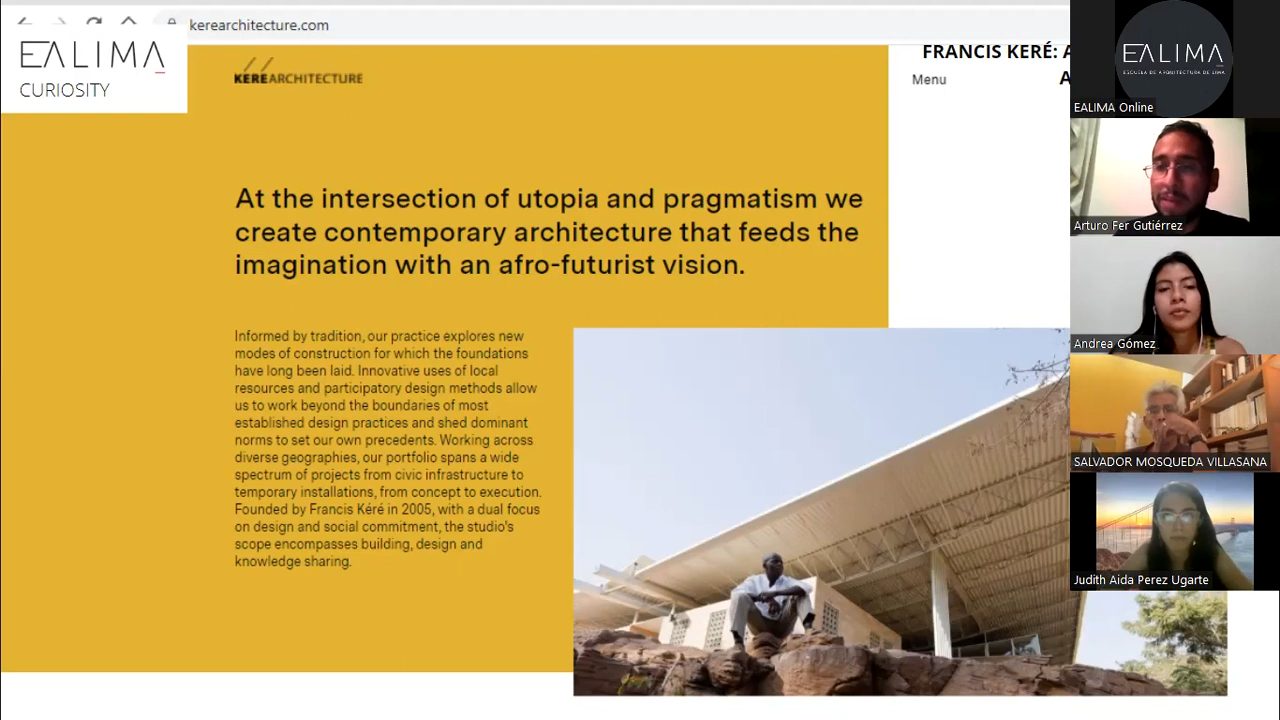 kerearchitecture.com
EALIMA
CURIOSITY
KEREARCHITECTURE
FRANCIS KERÉ: A
A
Menu
At the intersection of utopia and pragmatism we
create contemporary architecture that feeds the
imagination with an afro-futurist vision.
Informed by tradition, our practice explores new
modes of construction for which the foundations
have long been laid. Innovative uses of local
resources and participatory design methods allow
us to work beyond the boundaries of most
established design practices and shed dominant
norms to set our own precedents. Working across
diverse geographies, our portfolio spans a wide
spectrum of projects from civic infrastructure to
temporary installations, from concept to execution.
Founded by Francis Kéré in 2005, with a dual focus
on design and social commitment, the studio's
scope encompasses building, design and
knowledge sharing.
EALIMA
ESCUELA DE ARQUITECTURA DE LIMA
EALIMA Online
Arturo Fer Gutiérrez
Andrea Gómez
SALVADOR MOSQUEDA VILLASANA
Judith Aida Perez Ugarte